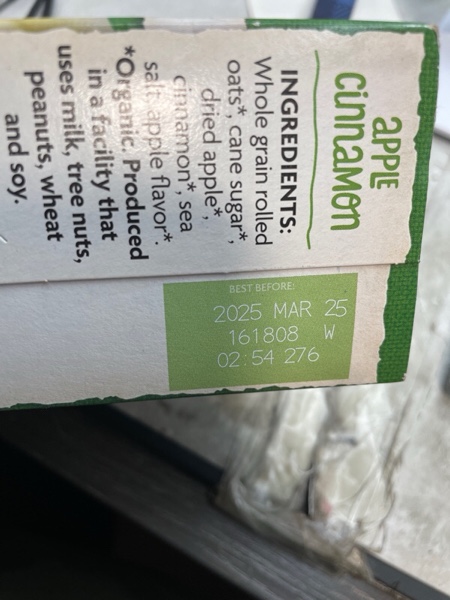 apple
cinnamon
INGREDIENTS:
Whole grain rolled
oats*, cane sugar*,
dried apple*,
cinnamon*, sea
salt, apple flavor*.
*Organic. Produced
in a facility that
uses milk, tree nuts,
peanuts, wheat
and soy.
BEST BEFORE:
2025 MAR 25
161808 W
02:54 276